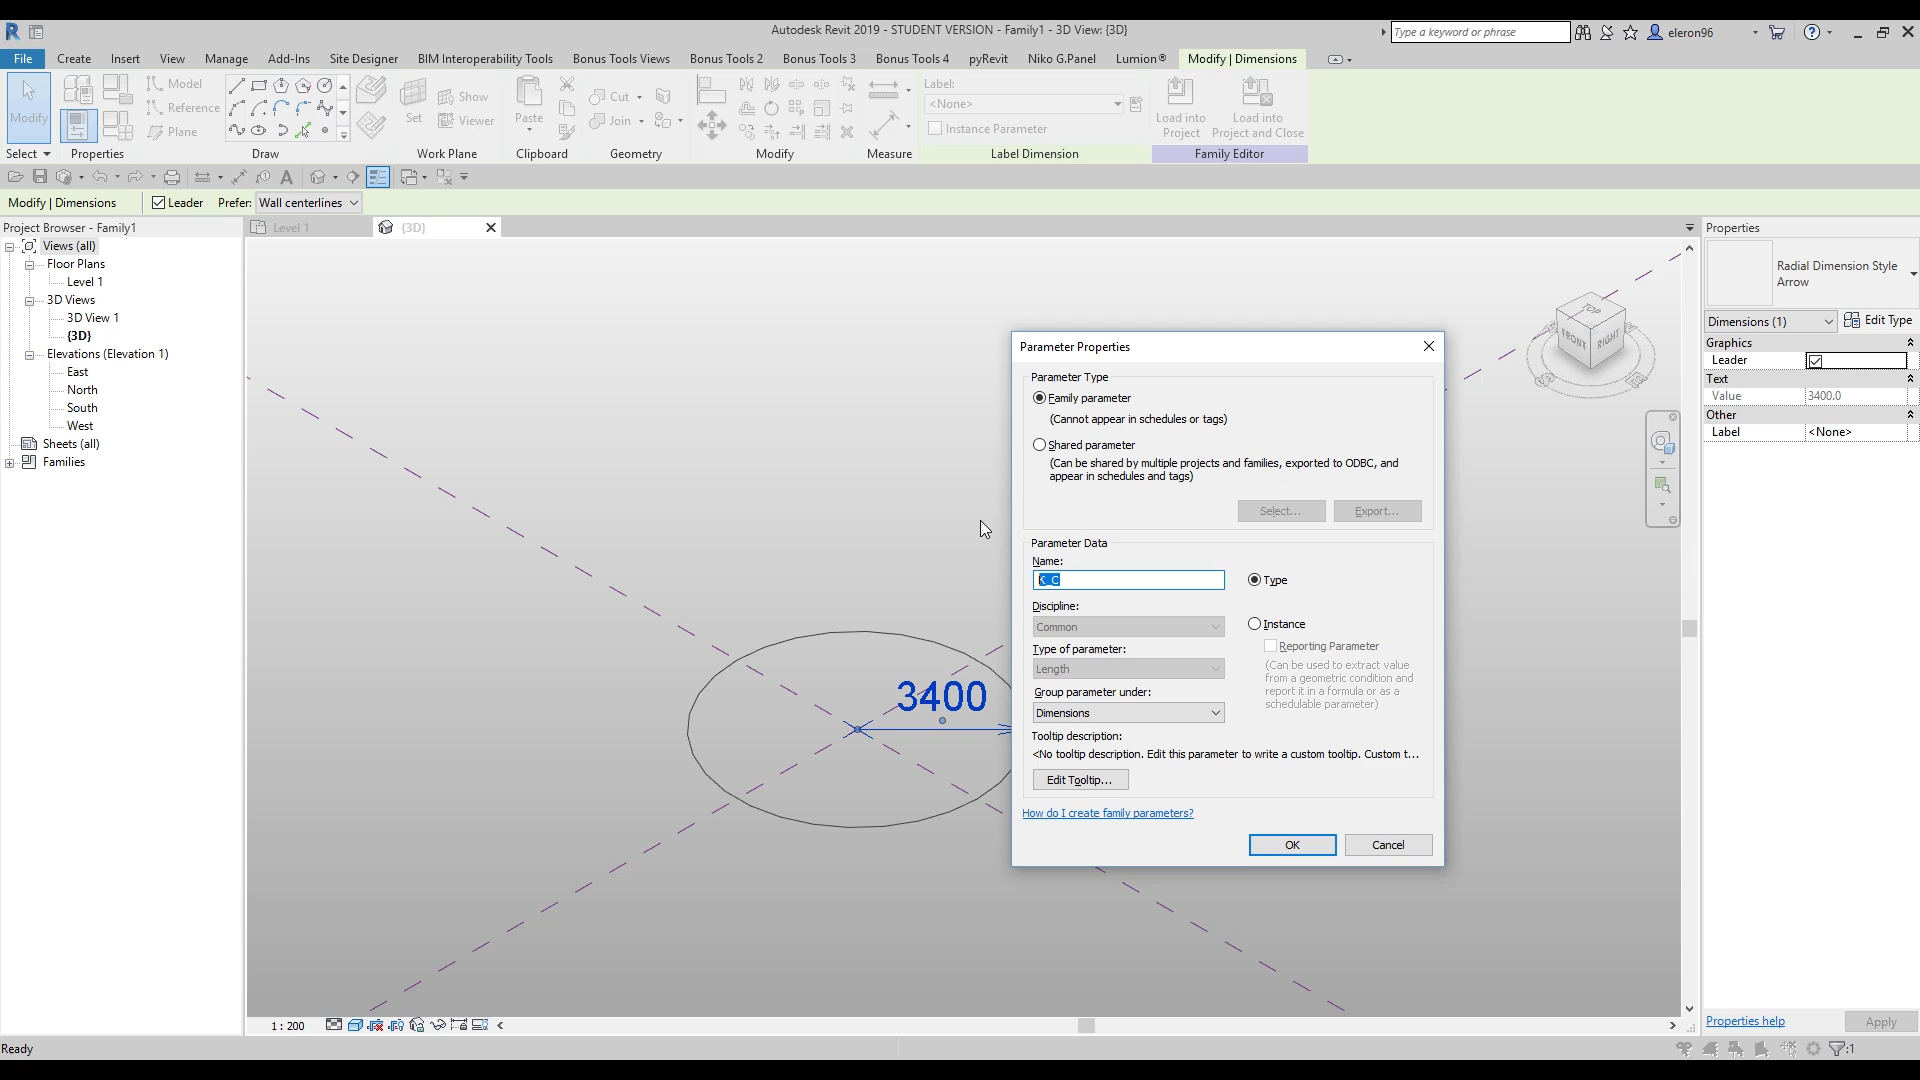 Autodesk Revit 2019 - STUDENT VERSION - Family1 - 3D View: {3D}
Type a keyword or phrase
eleron96
File Create Insert View Manage Add-Ins Site Designer BIM Interoperability Tools Bonus Tools Views Bonus Tools 2 Bonus Tools 3 Bonus Tools 4 pyRevit Niko G.Panel Lumion® Modify | Dimensions
Modify
Model
Reference
Plane
Set
Show
Viewer
Paste
Cut
Join
Label:
<None>
Instance Parameter
Load into
Project
Load into
Project and Close
Select Properties Draw Work Plane Clipboard Geometry Modify Measure Label Dimension Family Editor
Modify | Dimensions Leader Prefer: Wall centerlines
Project Browser - Family1
Views (all)
Floor Plans
Level 1
3D Views
3D View 1
{3D}
Elevations (Elevation 1)
East
North
South
West
Sheets (all)
Families
Level 1
{3D}
3400
TOP
FRONT
RIGHT
Parameter Properties
Parameter Type
Family parameter
(Cannot appear in schedules or tags)
Shared parameter
(Can be shared by multiple projects and families, exported to ODBC, and
appear in schedules and tags)
Select...
Export...
Parameter Data
Name:
K_C
Type
Discipline:
Common
Instance
Reporting Parameter
Type of parameter:
Length
(Can be used to extract value
from a geometric condition and
report it in a formula or as a
schedulable parameter)
Group parameter under:
Dimensions
Tooltip description:
<No tooltip description. Edit this parameter to write a custom tooltip. Custom t...
Edit Tooltip...
How do I create family parameters?
OK
Cancel
Properties
Radial Dimension Style
Arrow
Dimensions (1)
Edit Type
Graphics
Leader
Text
Value 3400.0
Other
Label <None>
Properties help
Apply
1 : 200
Ready
:1